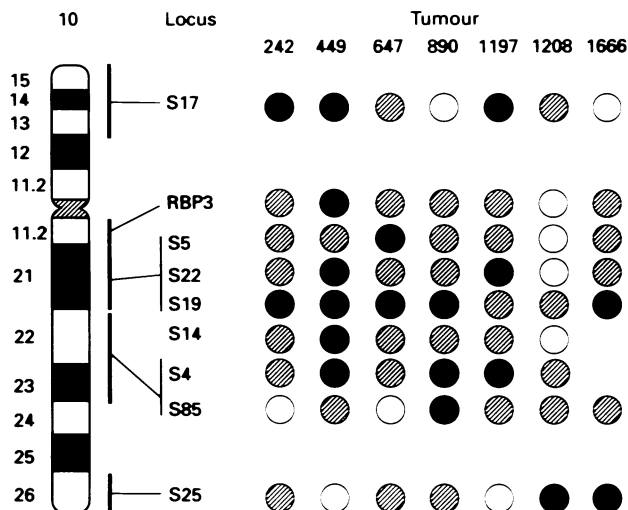 10 Locus Tumour
242 449 647 890 1197 1208 1666
15
14 S17
13
12
11.2
RBP3
11.2 S5
21 S22
S19
22 S14
S4
23
S85
24
25
26 S25